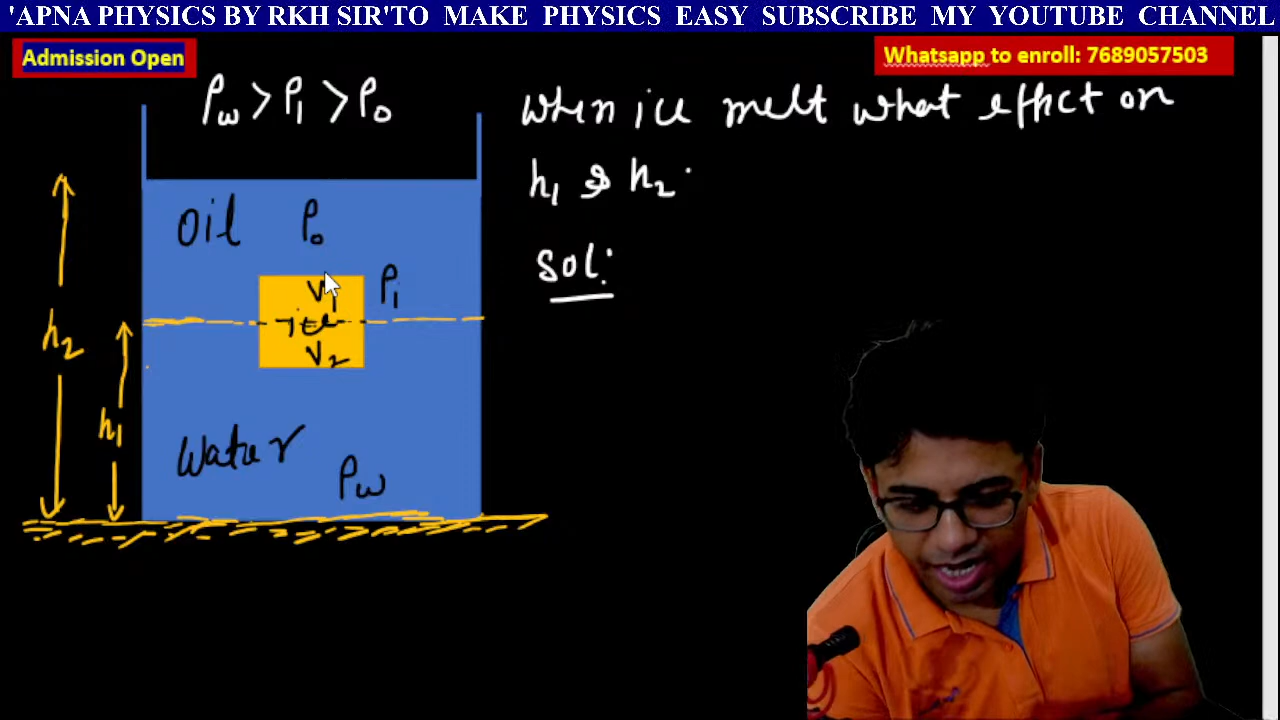 'APNA PHYSICS BY RKH SIR'TO MAKE PHYSICS EASY SUBSCRIBE MY YOUTUBE CHANNEL
Admission Open
Whatsapp to enroll: 7689057503
ρw > ρ1 > ρo
When ice melt what effect on
h1 & h2.
Sol:
Oil ρo
V1 ρ1
ice
V2
h2
h1
Water ρw